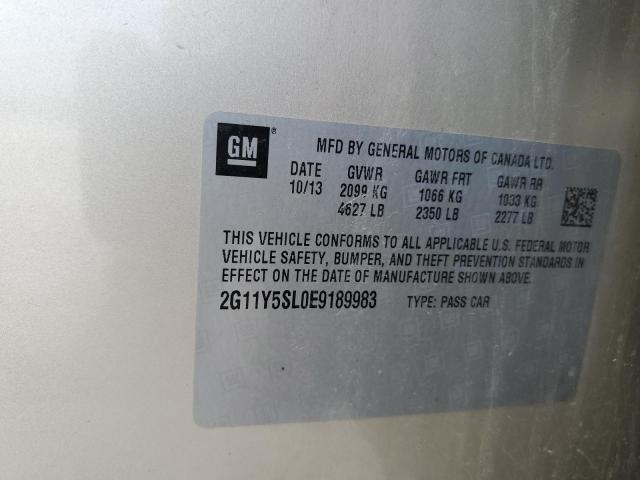 GM ®
MFD BY GENERAL MOTORS OF CANADA LTD.
DATE GVWR GAWR FRT GAWR RR
10/13 2099 KG 1066 KG 1033 KG
4627 LB 2350 LB 2277 LB
THIS VEHICLE CONFORMS TO ALL APPLICABLE U.S. FEDERAL MOTOR
VEHICLE SAFETY, BUMPER, AND THEFT PREVENTION STANDARDS IN
EFFECT ON THE DATE OF MANUFACTURE SHOWN ABOVE.
2G11Y5SL0E9189983 TYPE: PASS CAR